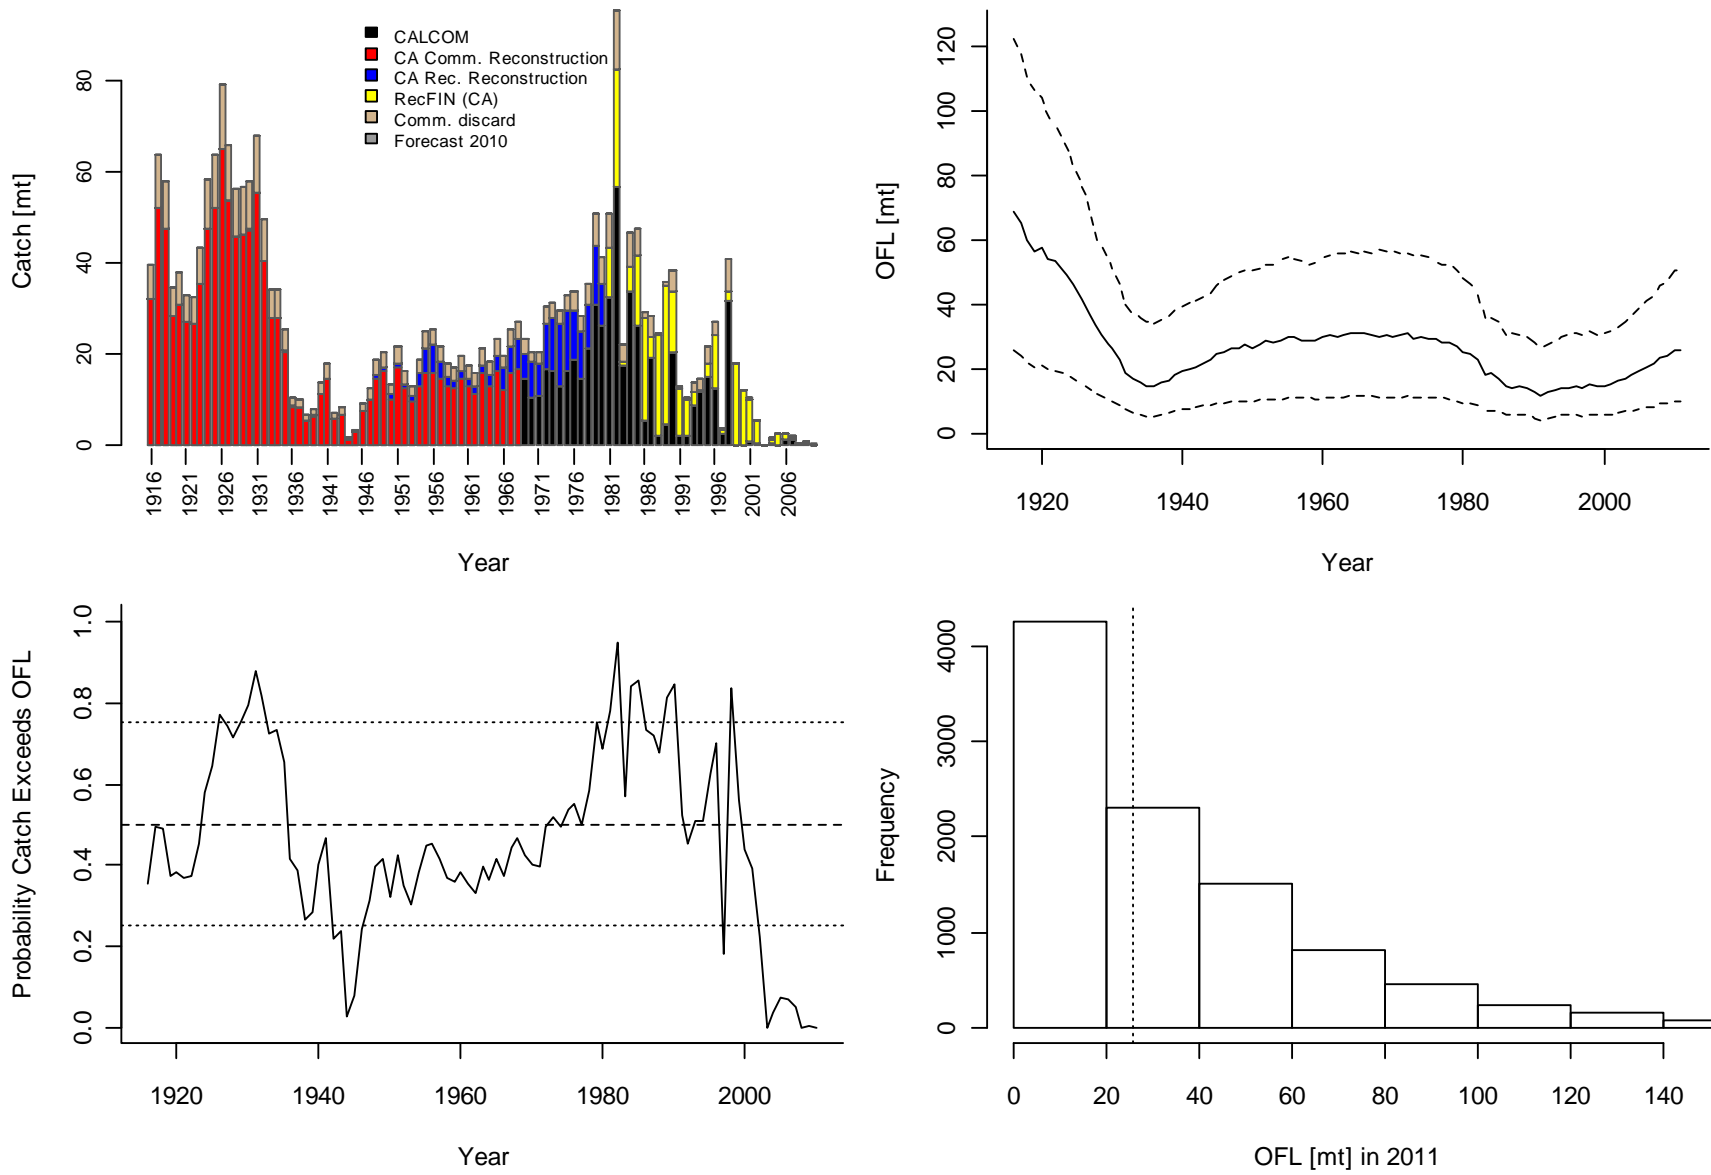 CALCOM
CA Comm. Reconstruction
CA Rec. Reconstruction
RecFIN (CA)
Comm. discard
Forecast 2010
Catch [mt]
0 20 40 60 80
1916 1921 1926 1931 1936 1941 1946 1951 1956 1961 1966 1971 1976 1981 1986 1991 1996 2001 2006
Year
OFL [mt]
0 20 40 60 80 100 120
1920 1940 1960 1980 2000
Year
Probability Catch Exceeds OFL
0.0 0.2 0.4 0.6 0.8 1.0
1920 1940 1960 1980 2000
Year
Frequency
0 1000 2000 3000 4000
0 20 40 60 80 100 120 140
OFL [mt] in 2011